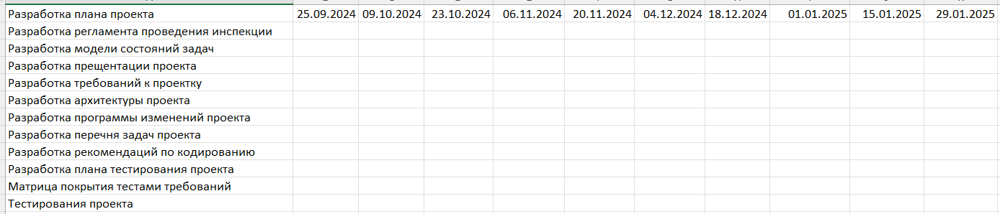 Разработка плана проекта 25.09.2024 09.10.2024 23.10.2024 06.11.2024 20.11.2024 04.12.2024 18.12.2024 01.01.2025 15.01.2025 29.01.2025
Разработка регламента проведения инспекции
Разработка модели состояний задач
Разработка прещентации проекта
Разработка требований к проектку
Разработка архитектуры проекта
Разработка программы изменений проекта
Разработка перечня задач проекта
Разработка рекомендаций по кодированию
Разработка плана тестирования проекта
Матрица покрытия тестами требований
Тестирования проекта